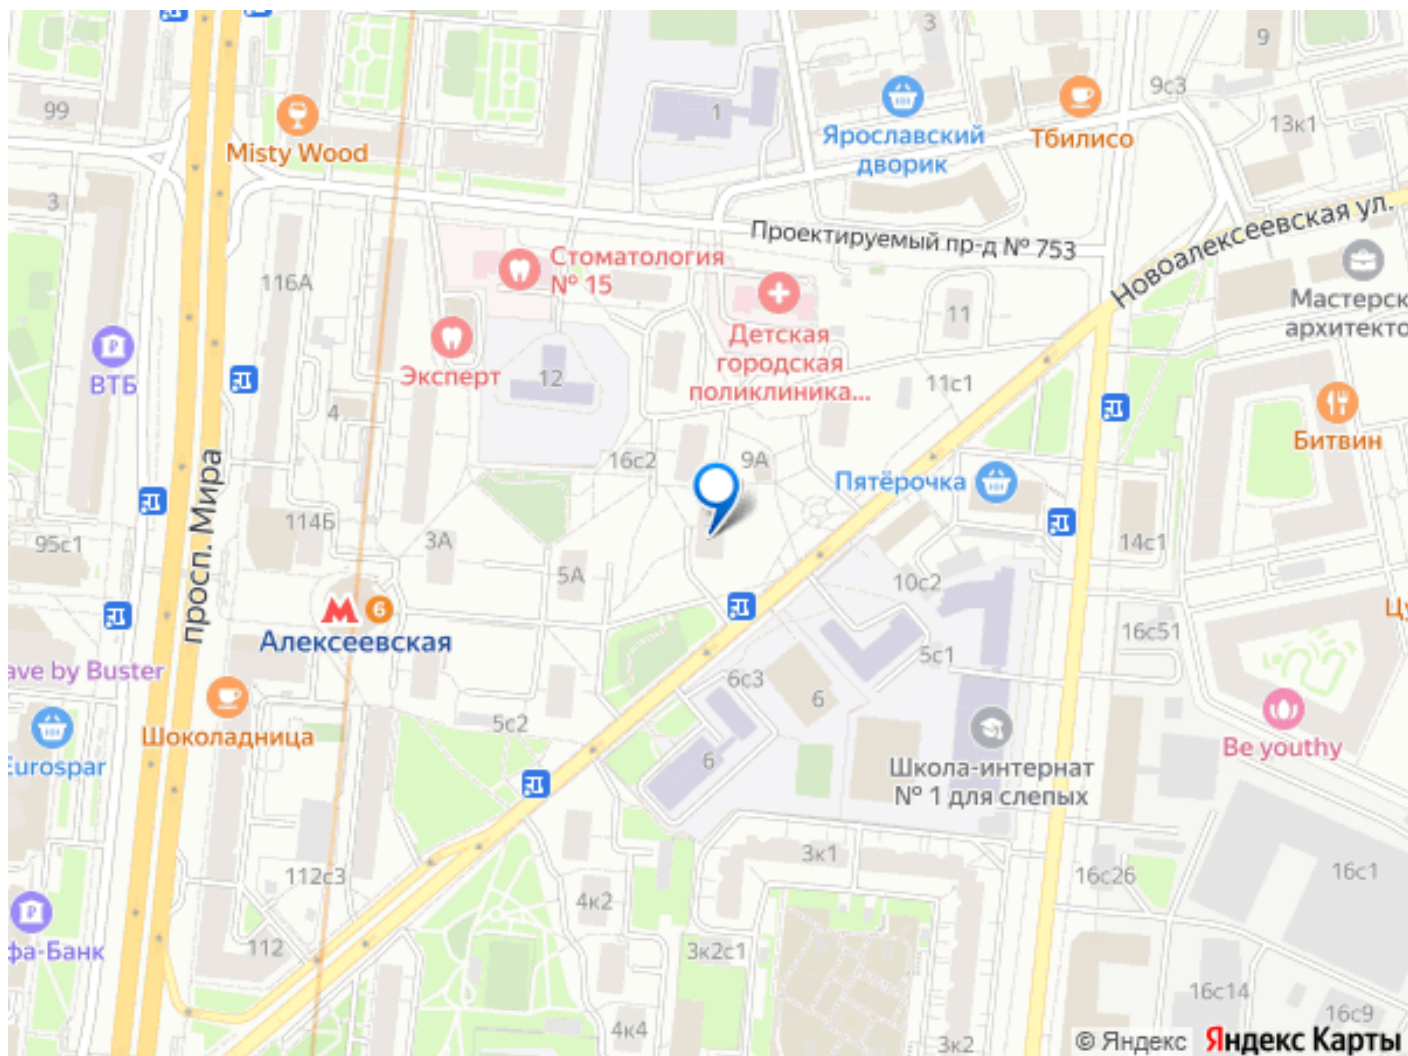 3
9
99
Misty Wood
1
9с3
Ярославский
дворик
Тбилисо
13к1
3
Новоалексеевская ул.
Проектируемый пр-д № 753
116А
Стоматология
№ 15
Мастерск
архитекто
11
Детская
городская
поликлиника...
ВТБ
Эксперт
12
11с1
4
Битвин
16с2
9А
Пятёрочка
просп. Мира
114Б
95с1
3А
14с1
5А
10с2
6
Алексеевская
16с51
Цу
ave by Buster
5с1
6с3
6
Шоколадница
5с2
Eurospar
6
Be youthy
Школа-интернат
№ 1 для слепых
3к1
112с3
16с26
16с1
4к2
фа-Банк
112
3к2с1
16с14
16с9
4к4
3к2
© Яндекс Яндекс Карты